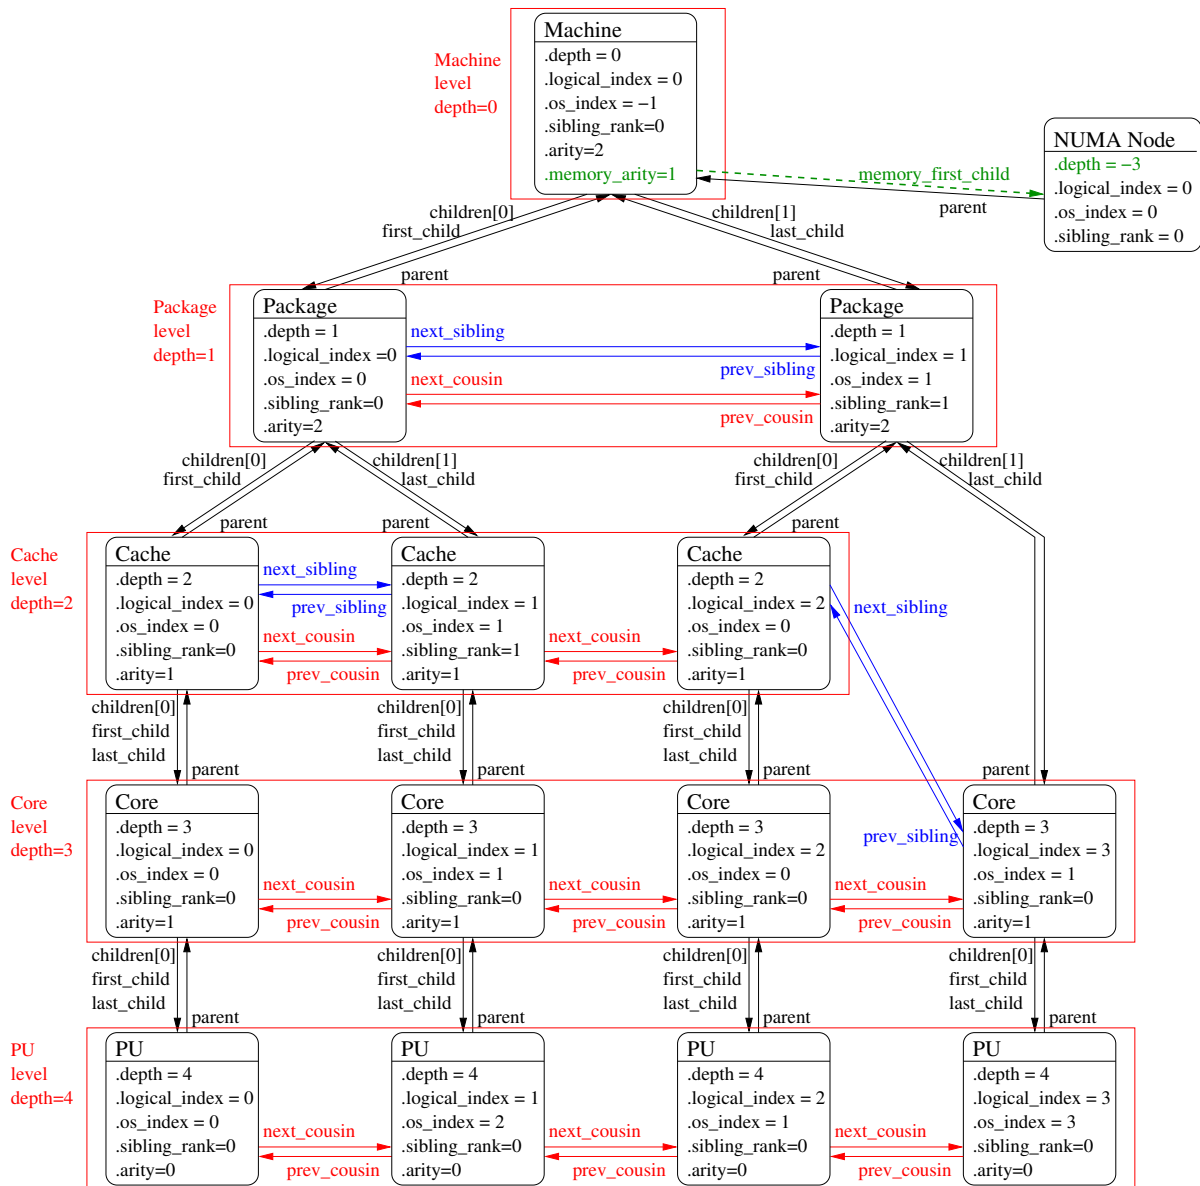 Machine
level
depth=0
Machine
.depth = 0
.logical_index = 0
.os_index = −1
.sibling_rank=0
.arity=2
.memory_arity=1
NUMA Node
.depth = −3
.logical_index = 0
.os_index = 0
.sibling_rank = 0
memory_first_child
parent
children[0]
first_child
parent
children[1]
last_child
parent
Package
level
depth=1
Package
.depth = 1
.logical_index =0
.os_index = 0
.sibling_rank=0
.arity=2
next_sibling
prev_sibling
next_cousin
prev_cousin
Package
.depth = 1
.logical_index = 1
.os_index = 1
.sibling_rank=1
.arity=2
children[0]
first_child
parent
children[1]
last_child
parent
children[0]
first_child
parent
children[1]
last_child
Cache
level
depth=2
Cache
.depth = 2
.logical_index = 0
.os_index = 0
.sibling_rank=0
.arity=1
next_sibling
prev_sibling
next_cousin
prev_cousin
Cache
.depth = 2
.logical_index = 1
.os_index = 1
.sibling_rank=1
.arity=1
next_cousin
prev_cousin
Cache
.depth = 2
.logical_index = 2
.os_index = 0
.sibling_rank=0
.arity=1
next_sibling
prev_sibling
children[0]
first_child
last_child
parent
children[0]
first_child
last_child
parent
children[0]
first_child
last_child
parent
parent
Core
level
depth=3
Core
.depth = 3
.logical_index = 0
.os_index = 0
.sibling_rank=0
.arity=1
next_cousin
prev_cousin
Core
.depth = 3
.logical_index = 1
.os_index = 1
.sibling_rank=0
.arity=1
next_cousin
prev_cousin
Core
.depth = 3
.logical_index = 2
.os_index = 0
.sibling_rank=0
.arity=1
next_cousin
prev_cousin
Core
.depth = 3
.logical_index = 3
.os_index = 1
.sibling_rank=0
.arity=1
children[0]
first_child
last_child
parent
children[0]
first_child
last_child
parent
children[0]
first_child
last_child
parent
children[0]
first_child
last_child
parent
PU
level
depth=4
PU
.depth = 4
.logical_index = 0
.os_index = 0
.sibling_rank=0
.arity=0
next_cousin
prev_cousin
PU
.depth = 4
.logical_index = 1
.os_index = 2
.sibling_rank=0
.arity=0
next_cousin
prev_cousin
PU
.depth = 4
.logical_index = 2
.os_index = 1
.sibling_rank=0
.arity=0
next_cousin
prev_cousin
PU
.depth = 4
.logical_index = 3
.os_index = 3
.sibling_rank=0
.arity=0